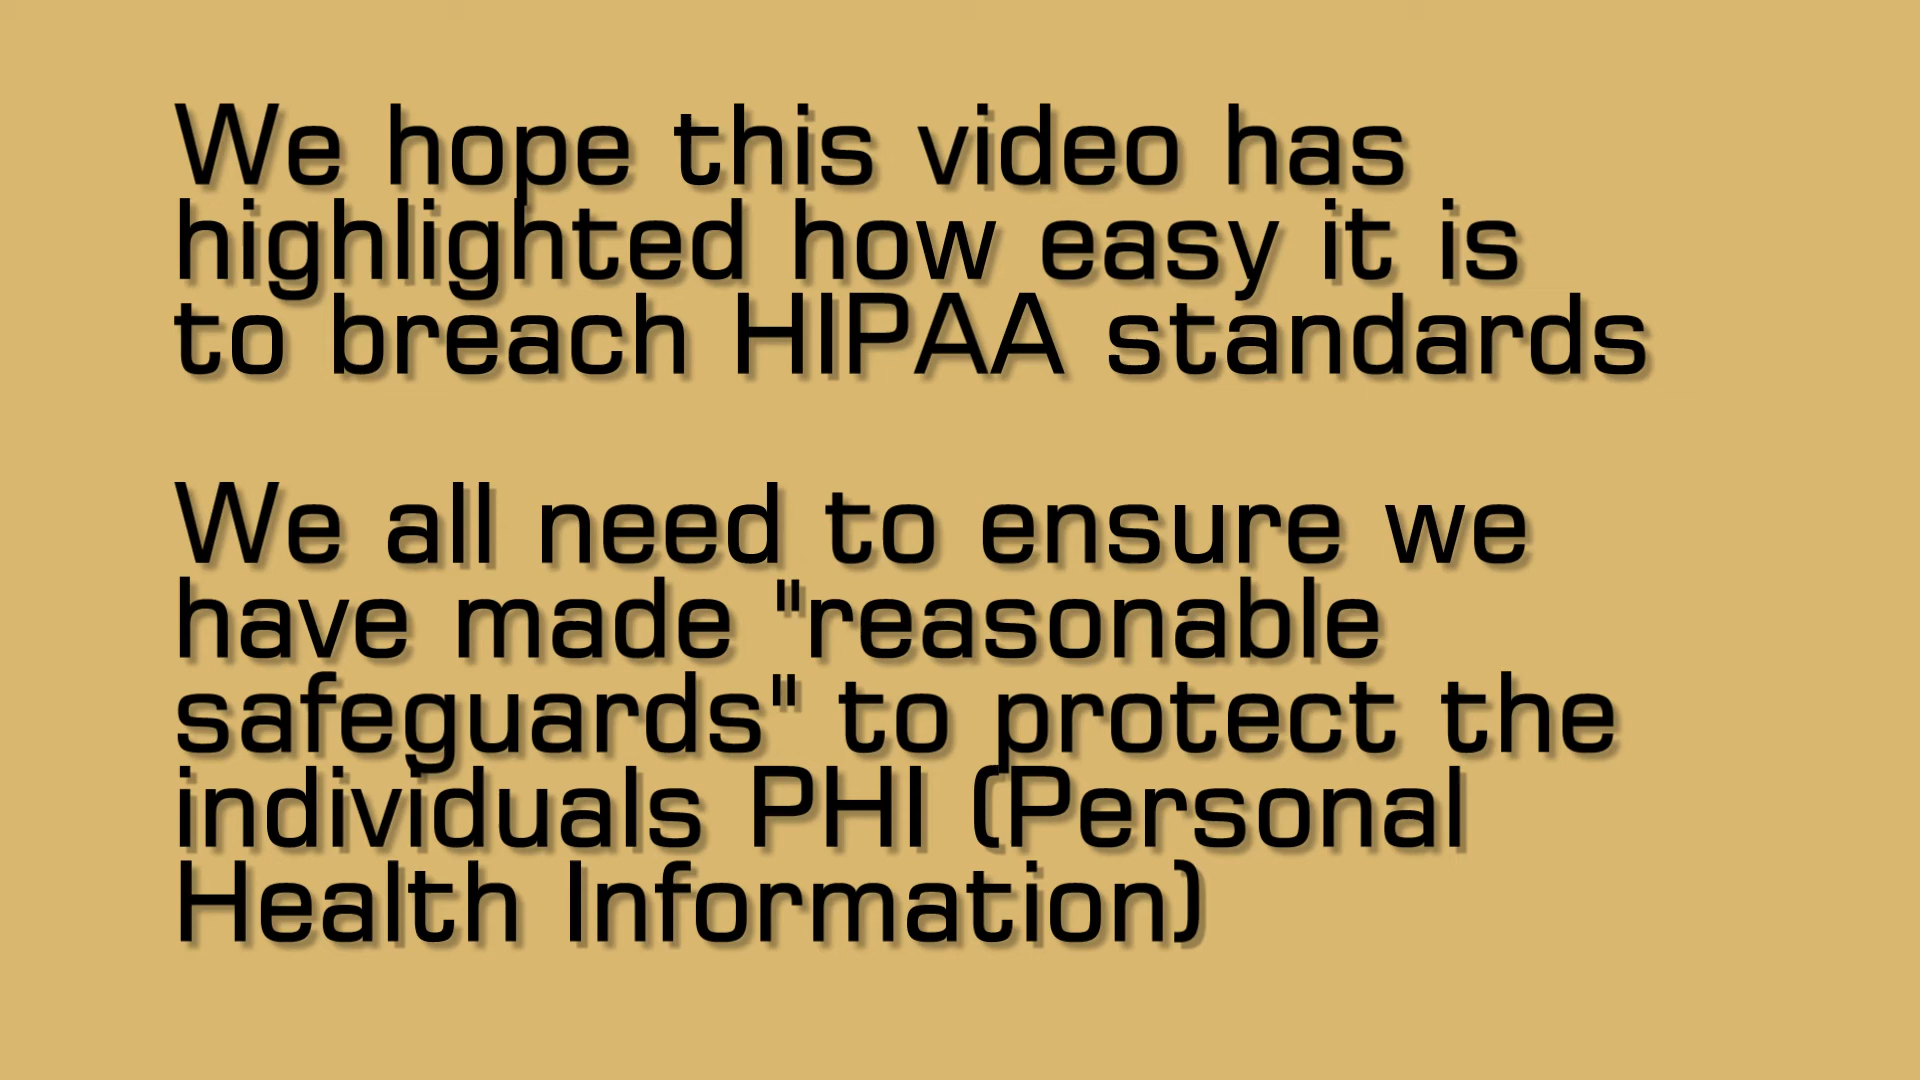 We hope this video has
highlighted how easy it is
to breach HIPAA standards
We all need to ensure we
have made "reasonable
safeguards" to protect the
individuals PHI (Personal
Health Information)